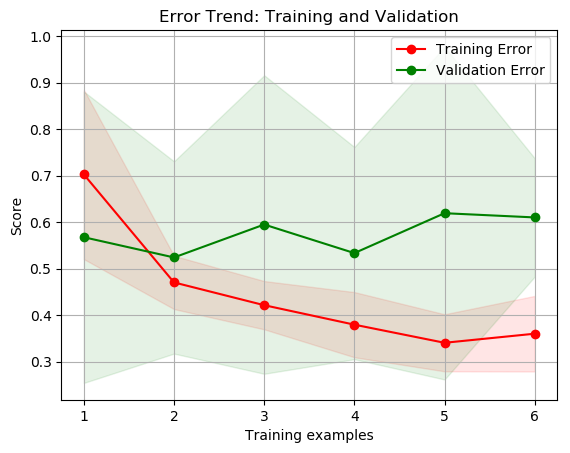 Error Trend: Training and Validation
Training Error
Validation Error
1.0
0.9
0.8
0.7
0.6
0.5
0.4
0.3
Score
1 2 3 4 5 6
Training examples